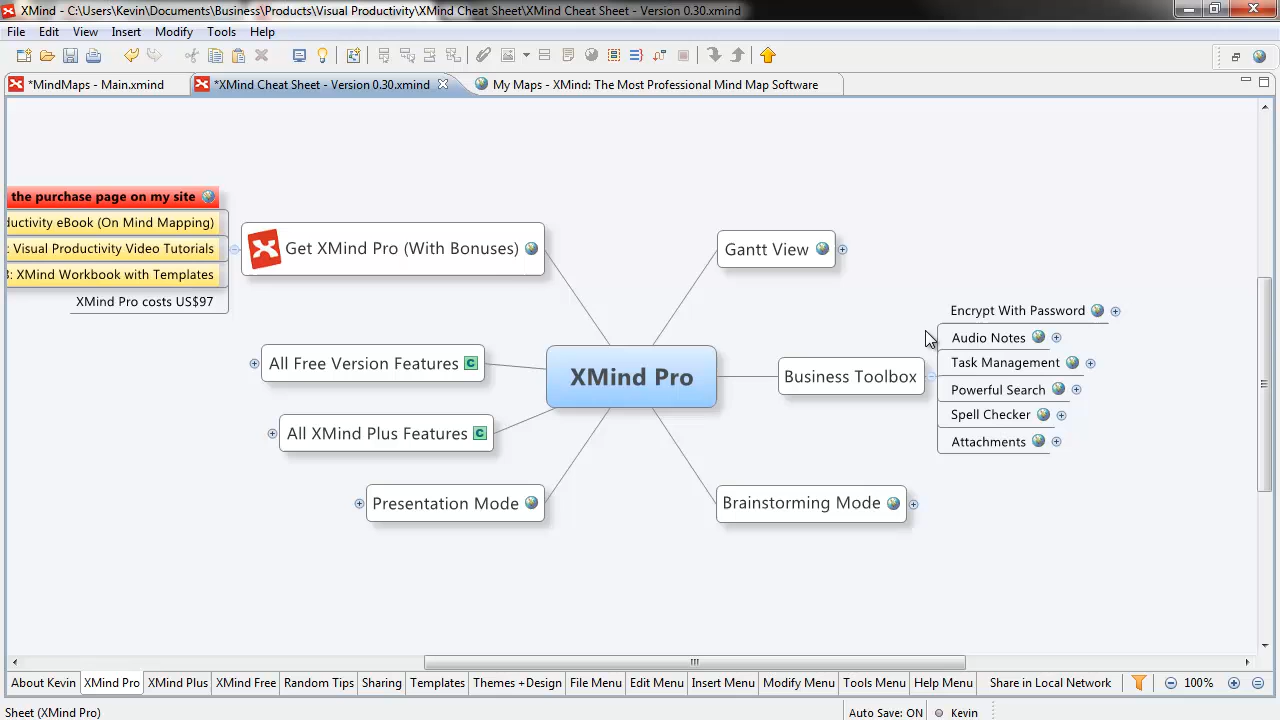 XMind - C:\Users\Kevin\Documents\Business\Products\Visual Productivity\XMind Cheat Sheet\XMind Cheat Sheet - Version 0.30.xmind
File Edit View Insert Modify Tools Help
*MindMaps - Main.xmind *XMind Cheat Sheet - Version 0.30.xmind My Maps - XMind: The Most Professional Mind Map Software
the purchase page on my site
ductivity eBook (On Mind Mapping)
: Visual Productivity Video Tutorials
3: XMind Workbook with Templates
XMind Pro costs US$97
Get XMind Pro (With Bonuses)
All Free Version Features
All XMind Plus Features
Presentation Mode
XMind Pro
Gantt View
Business Toolbox
Encrypt With Password
Audio Notes
Task Management
Powerful Search
Spell Checker
Attachments
Brainstorming Mode
About Kevin XMind Pro XMind Plus XMind Free Random Tips Sharing Templates Themes +Design File Menu Edit Menu Insert Menu Modify Menu Tools Menu Help Menu Share in Local Network 100%
Sheet (XMind Pro) Auto Save: ON Kevin